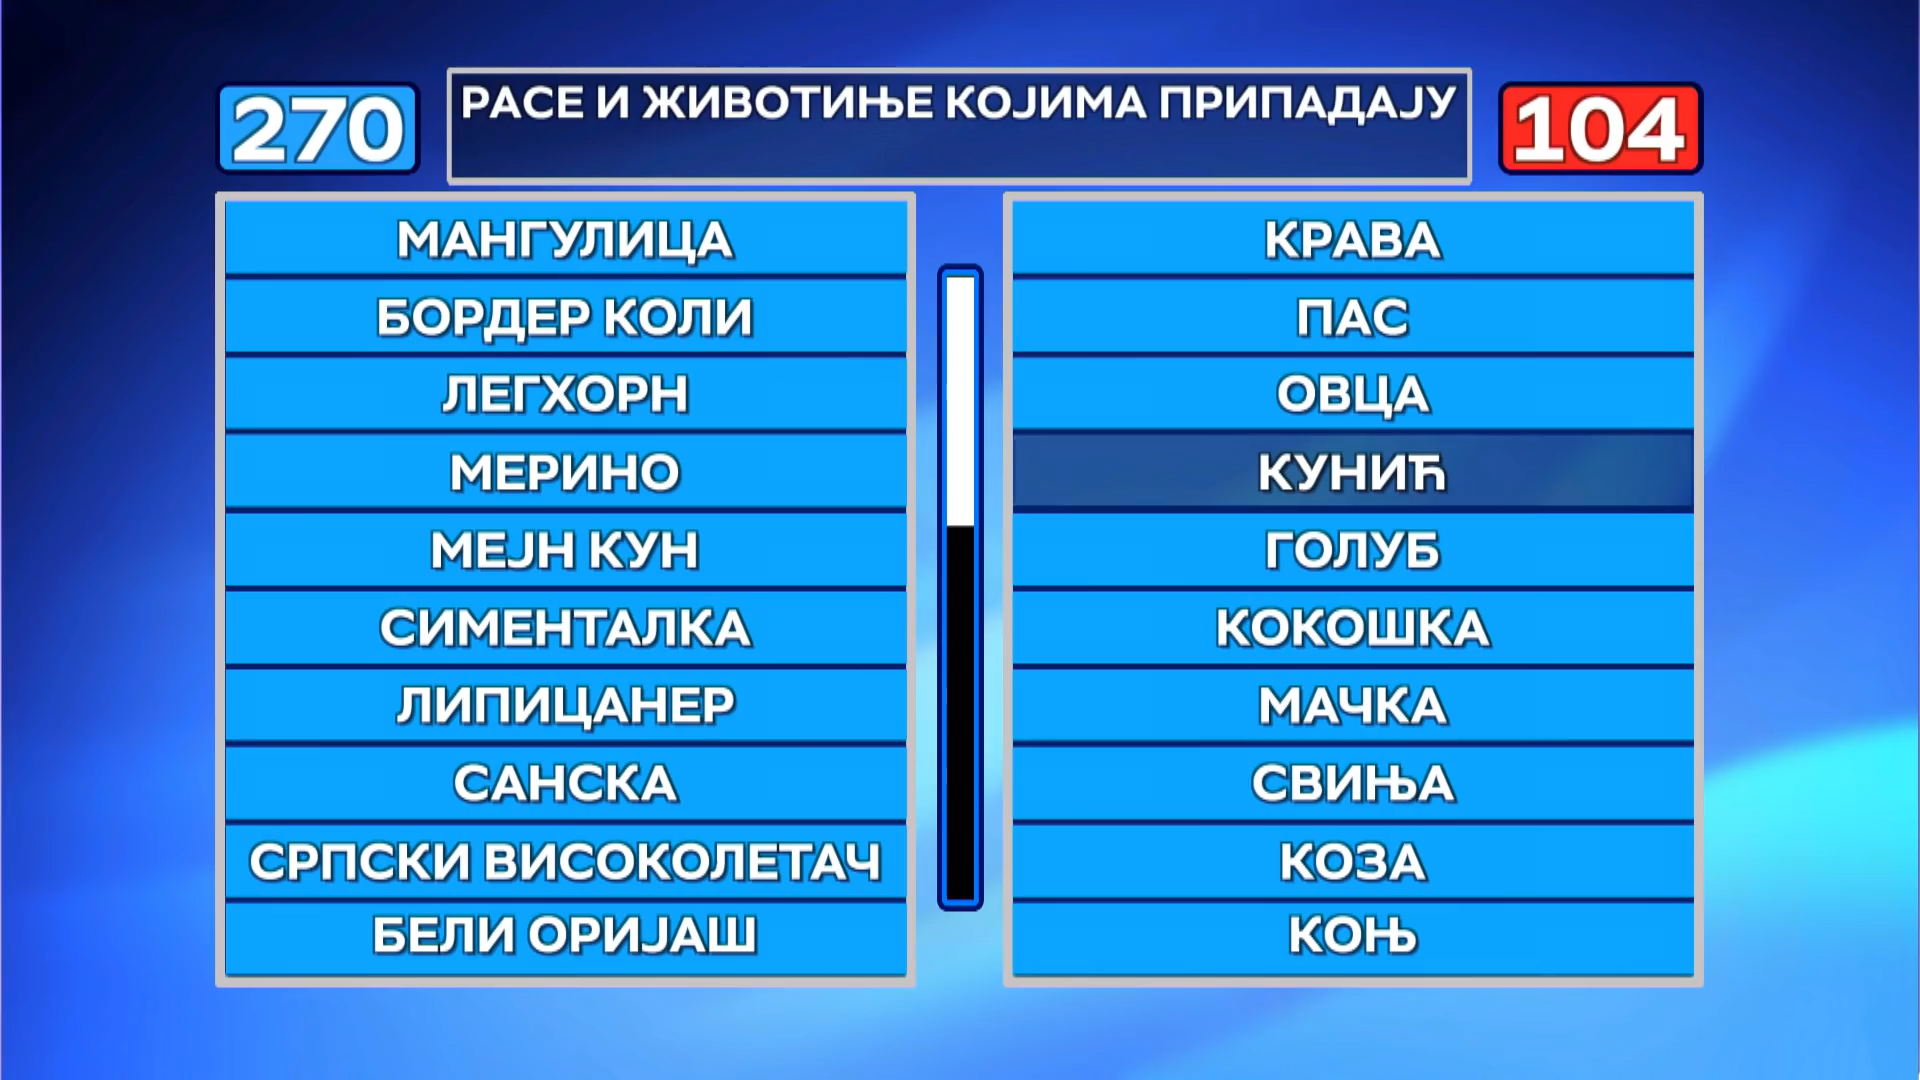 270
РАСЕ И ЖИВОТИЊЕ КОЈИМА ПРИПАДАЈУ
104
МАНГУЛИЦА
КРАВА
БОРДЕР КОЛИ
ПАС
ЛЕГХОРН
ОВЦА
МЕРИНО
КУНИЋ
МЕЈН КУН
ГОЛУБ
СИМЕНТАЛКА
КОКОШКА
ЛИПИЦАНЕР
МАЧКА
САНСКА
СВИЊА
СРПСКИ ВИСОКОЛЕТАЧ
КОЗА
БЕЛИ ОРИЈАШ
КОЊ